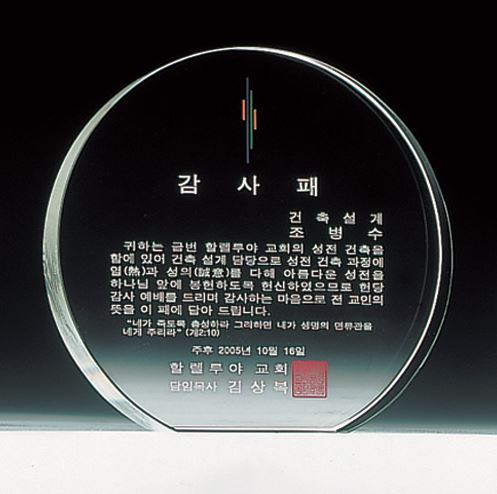 감 사 패
건 축 설 계
조 병 수
귀하는 금번 할렐루야 교회의 성전 건축을
함에 있어 건축 설계 담당으로 성전 건축 과정에
열(熱)과 성의(誠意)를 다해 아름다운 성전을
하나님 앞에 봉헌하도록 헌신하였으므로 헌당
감사 예배를 드리며 감사하는 마음으로 전 교인의
뜻을 이 패에 담아 드립니다.
“네가 죽도록 충성하라 그리하면 내가 생명의 면류관을
네게 주리라” (계2:10)
주후 2005년 10월 16일
할렐루야 교회
담임목사 김 상 복